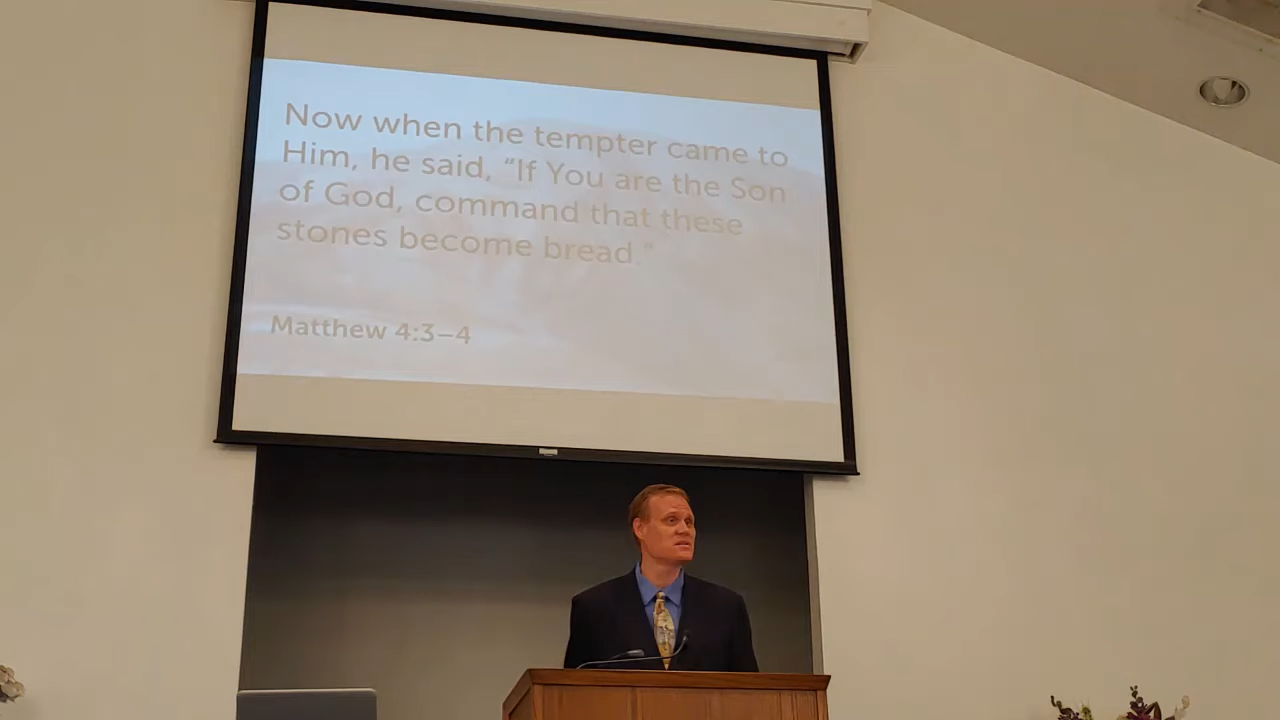 Now when the tempter came to
Him, he said, “If You are the Son
of God, command that these
stones become bread.”
Matthew 4:3–4